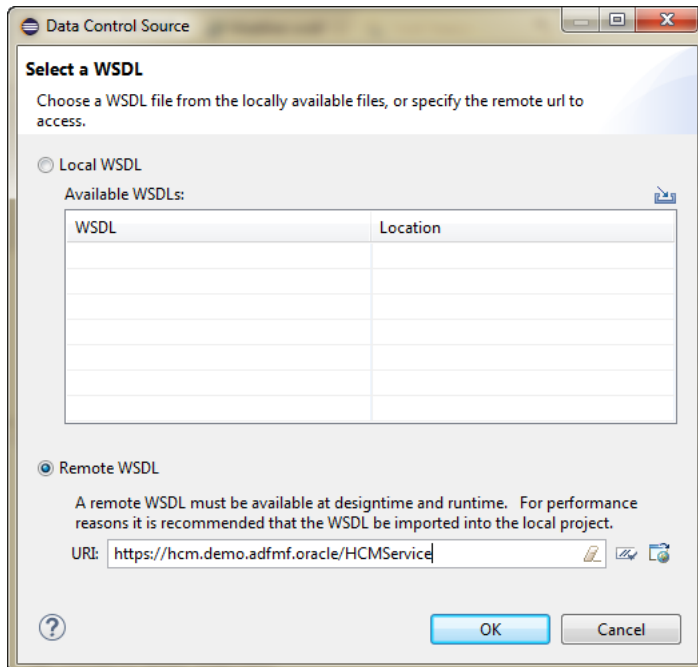 Data Control Source
Select a WSDL
Choose a WSDL file from the locally available files, or specify the remote url to
access.
Local WSDL
Available WSDLs:
WSDL Location
Remote WSDL
A remote WSDL must be available at designtime and runtime. For performance
reasons it is recommended that the WSDL be imported into the local project.
URI: https://hcm.demo.adfmf.oracle/HCMService
? OK Cancel